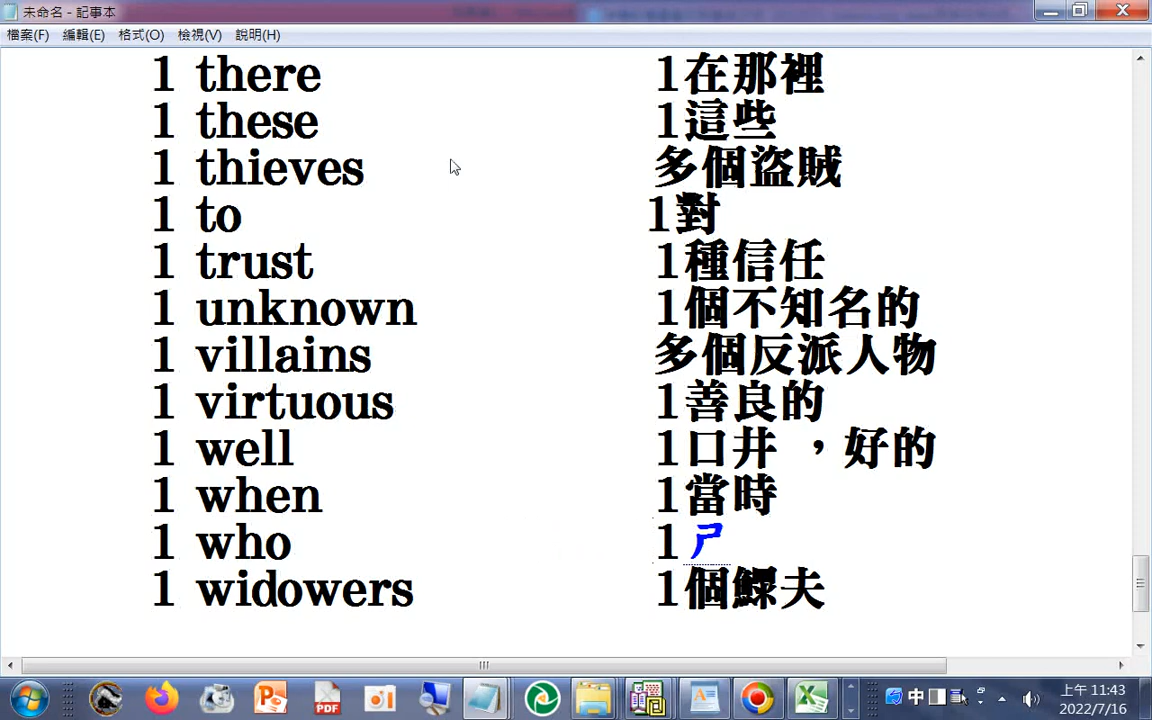 未命名 - 記事本
檔案(F) 編輯(E) 格式(O) 檢視(V) 說明(H)
1 there 1在那裡
1 these 1這些
1 thieves 多個盜賊
1 to 1對
1 trust 1種信任
1 unknown 1個不知名的
1 villains 多個反派人物
1 virtuous 1善良的
1 well 1口井 ，好的
1 when 1當時
1 who 1ㄕ
1 widowers 1個鰥夫
中
上午 11:43
2022/7/16
PDF